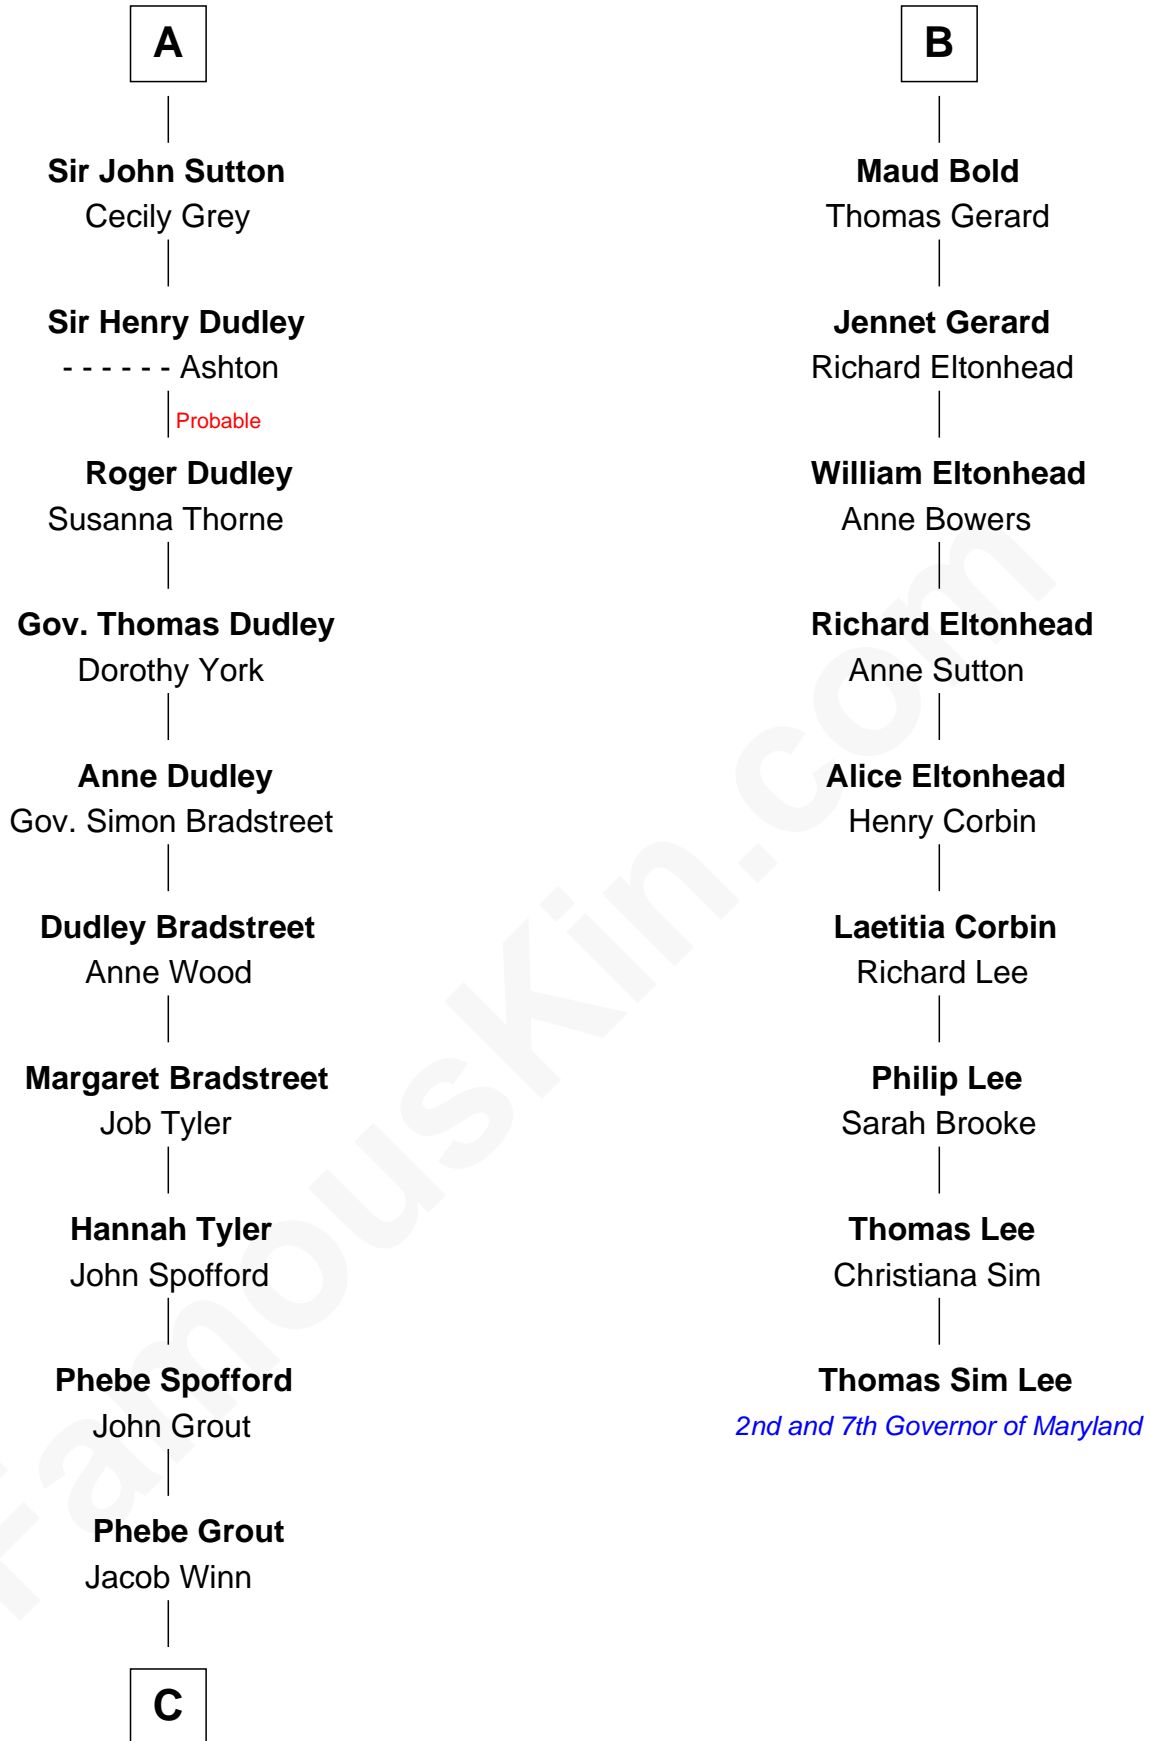 A
Sir John Sutton
Cecily Grey
Sir Henry Dudley
- - - - - - Ashton
Probable
Roger Dudley
Susanna Thorne
Gov. Thomas Dudley
Dorothy York
Anne Dudley
Gov. Simon Bradstreet
Dudley Bradstreet
Anne Wood
Margaret Bradstreet
Job Tyler
Hannah Tyler
John Spofford
Phebe Spofford
John Grout
Phebe Grout
Jacob Winn
C
B
Maud Bold
Thomas Gerard
Jennet Gerard
Richard Eltonhead
William Eltonhead
Anne Bowers
Richard Eltonhead
Anne Sutton
Alice Eltonhead
Henry Corbin
Laetitia Corbin
Richard Lee
Philip Lee
Sarah Brooke
Thomas Lee
Christiana Sim
Thomas Sim Lee
2nd and 7th Governor of Maryland
FamousKin.com